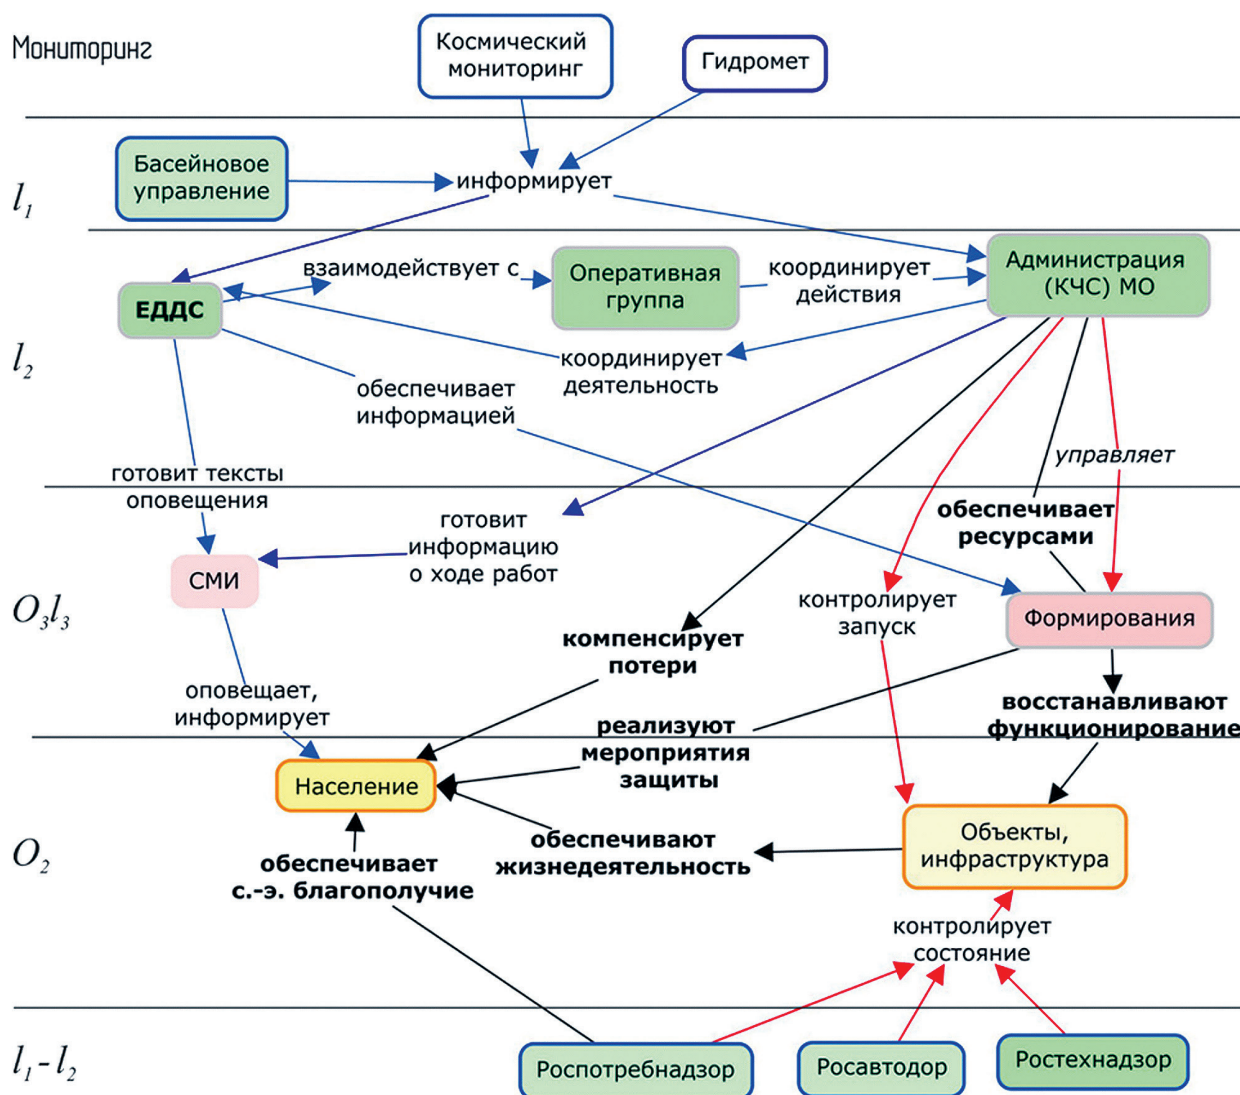 Мониторинг
Космический
мониторинг
Гидромет
Басейновое
управление
информирует
l₁
взаимодействует с
Оперативная
группа
координирует
действия
Администрация
(КЧС) МО
ЕДДС
l₂
координирует
деятельность
обеспечивает
информацией
управляет
готовит тексты
оповещения
обеспечивает
ресурсами
готовит
информацию
о ходе работ
СМИ
O₃l₃
контролирует
запуск
Формирования
компенсирует
потери
оповещает,
информирует
восстанавливают
функционирование
реализуют
мероприятия
защиты
Население
O₂
Объекты,
инфраструктура
обеспечивают
жизнедеятельность
обеспечивает
с.-э. благополучие
контролирует
состояние
l₁-l₂
Роспотребнадзор
Росавтодор
Ростехнадзор